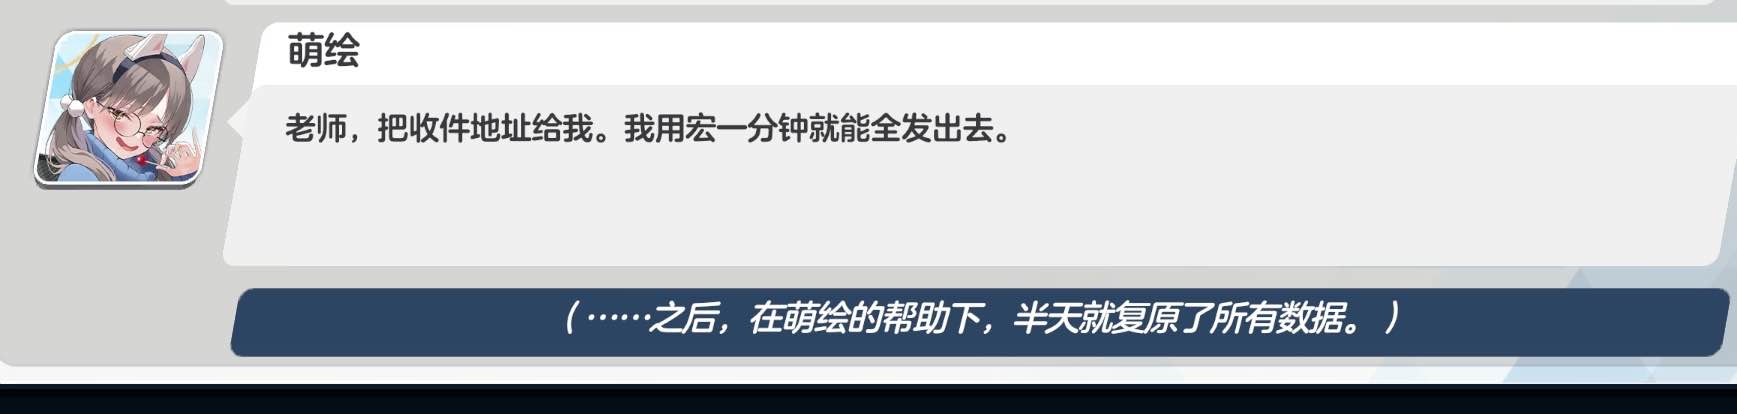 萌绘
老师，把收件地址给我。我用宏一分钟就能全发出去。
（……之后，在萌绘的帮助下，半天就复原了所有数据。）